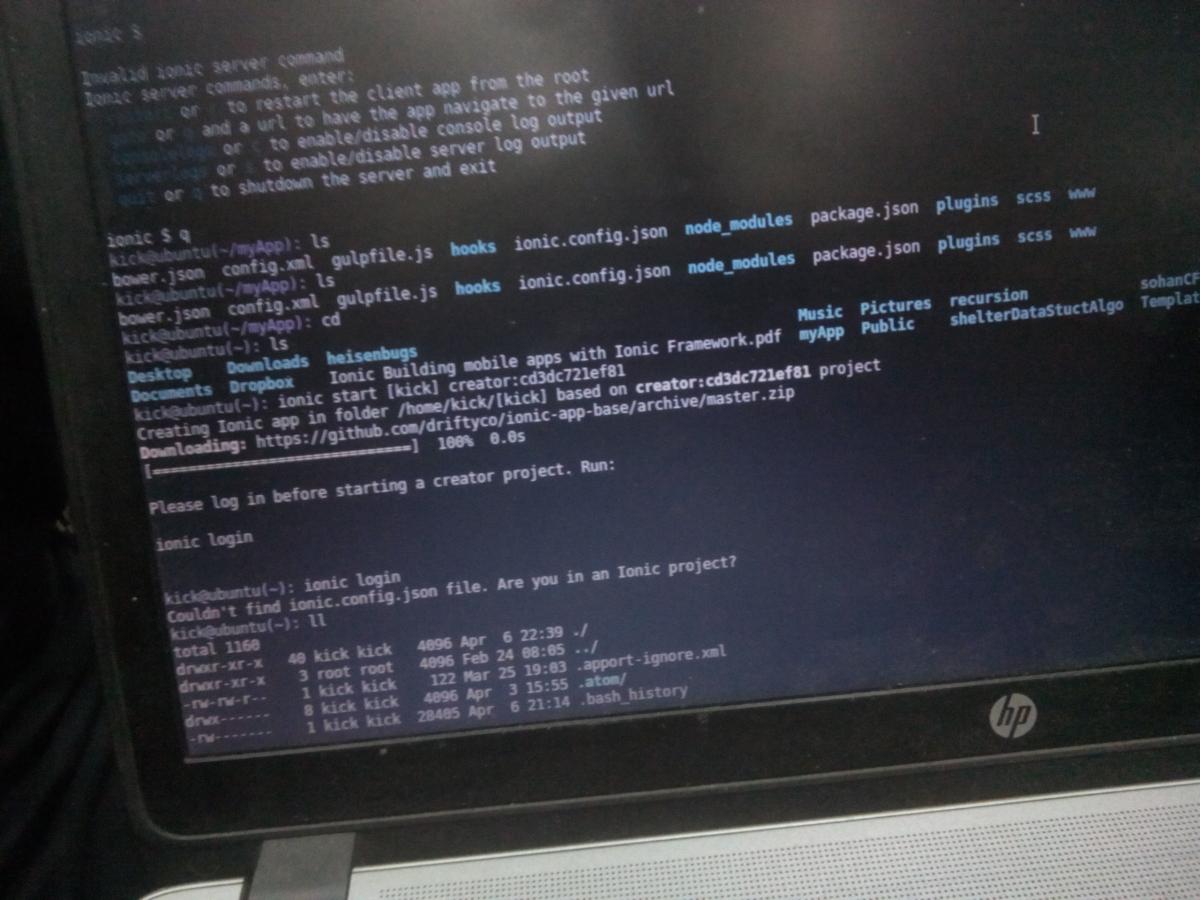 ionic $
Invalid ionic server command
Ionic server commands, enter:
or to restart the client app from the root
or and a url to have the app navigate to the given url
or c to enable/disable console log output
serverlogs or s to enable/disable server log output
quit or q to shutdown the server and exit
ionic $ q
kick@ubuntu(~/myApp): ls
bower.json config.xml gulpfile.js hooks ionic.config.json node_modules package.json plugins scss www
kick@ubuntu(~/myApp): ls
bower.json config.xml gulpfile.js hooks ionic.config.json node_modules package.json plugins scss www
kick@ubuntu(~/myApp): cd
kick@ubuntu(~): ls
Desktop Downloads heisenbugs Music Pictures recursion
Documents Dropbox Ionic Building mobile apps with Ionic Framework.pdf myApp Public shelterDataStuctAlgo Templat
kick@ubuntu(~): ionic start [kick] creator:cd3dc721ef81
Creating Ionic app in folder /home/kick/[kick] based on creator:cd3dc721ef81 project
Downloading: https://github.com/driftyco/ionic-app-base/archive/master.zip
[=============================] 100% 0.0s
Please log in before starting a creator project. Run:
ionic login
kick@ubuntu(~): ionic login
Couldn't find ionic.config.json file. Are you in an Ionic project?
kick@ubuntu(~): ll
total 1160
drwxr-xr-x 40 kick kick 4096 Apr 6 22:39 ./
drwxr-xr-x 3 root root 4096 Feb 24 08:05 ../
-rw-rw-r-- 1 kick kick 122 Mar 25 19:03 .apport-ignore.xml
drwx------ 8 kick kick 4096 Apr 3 15:55 .atom/
-rw------- 1 kick kick 28405 Apr 6 21:14 .bash_history
hp